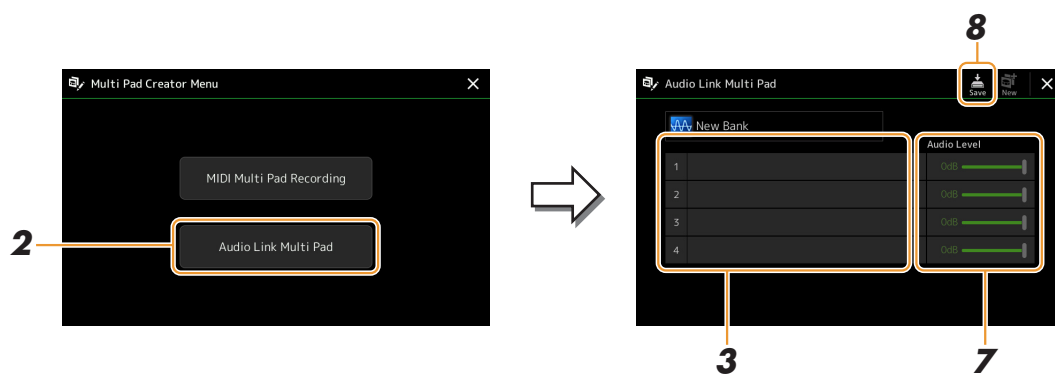 8
Multi Pad Creator Menu
Audio Link Multi Pad
Save
New
New Bank
Audio Level
MIDI Multi Pad Recording
1
0dB
2
0dB
2
Audio Link Multi Pad
3
0dB
4
0dB
3
7